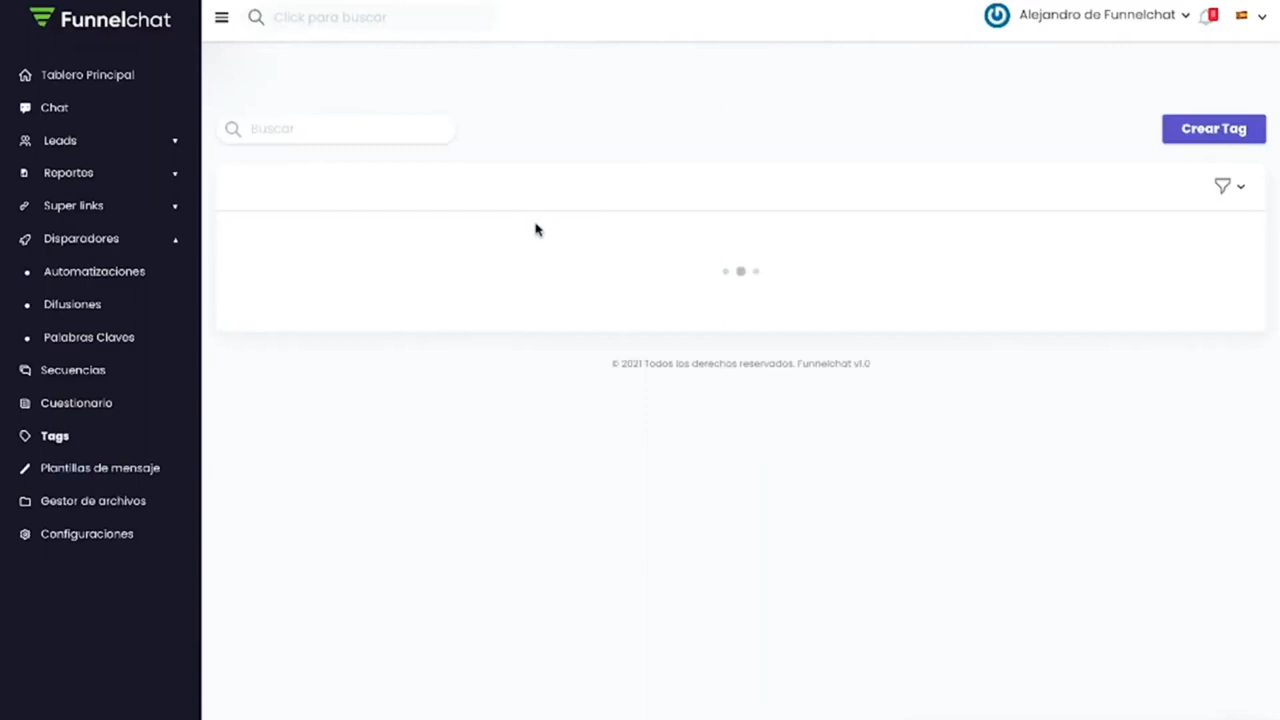 Funnelchat
Click para buscar
Alejandro de Funnelchat
Tablero Principal
Chat
Leads
Reportes
Super links
Disparadores
Automatizaciones
Difusiones
Palabras Claves
Secuencias
Cuestionario
Tags
Plantillas de mensaje
Gestor de archivos
Configuraciones
Buscar
Crear Tag
© 2021 Todos los derechos reservados. Funnelchat v1.0